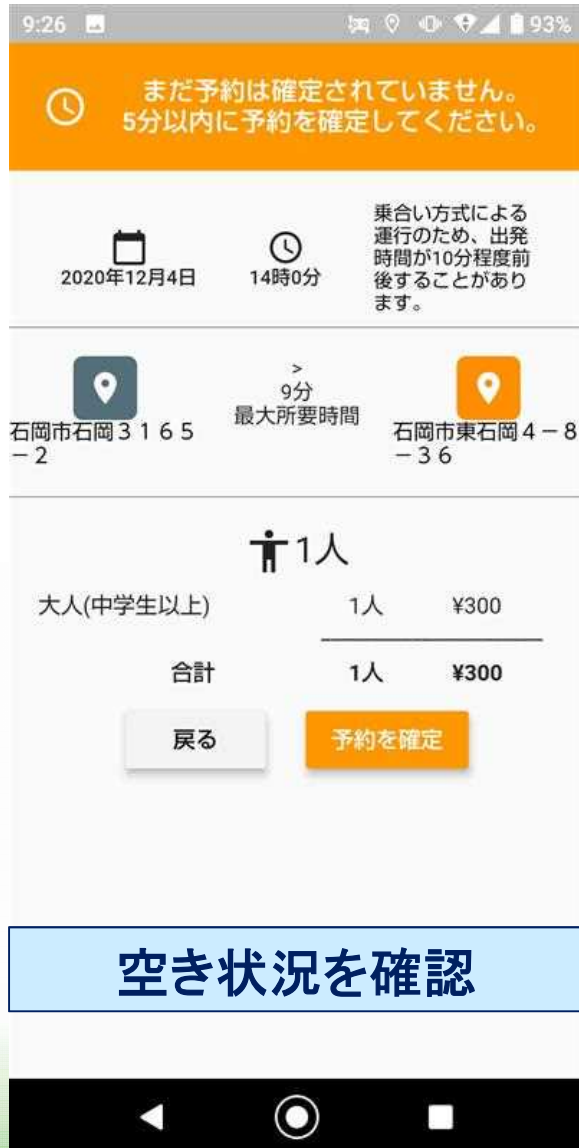 9:26
93%
まだ予約は確定されていません。
5分以内に予約を確定してください。
2020年12月4日
14時0分
乗合い方式による
運行のため、出発
時間が10分程度前
後することがあり
ます。
>
9分
最大所要時間
石岡市石岡３１６５
－２
石岡市東石岡４－８
－３６
1人
大人(中学生以上) 1人 ¥300
合計 1人 ¥300
戻る 予約を確定
空き状況を確認